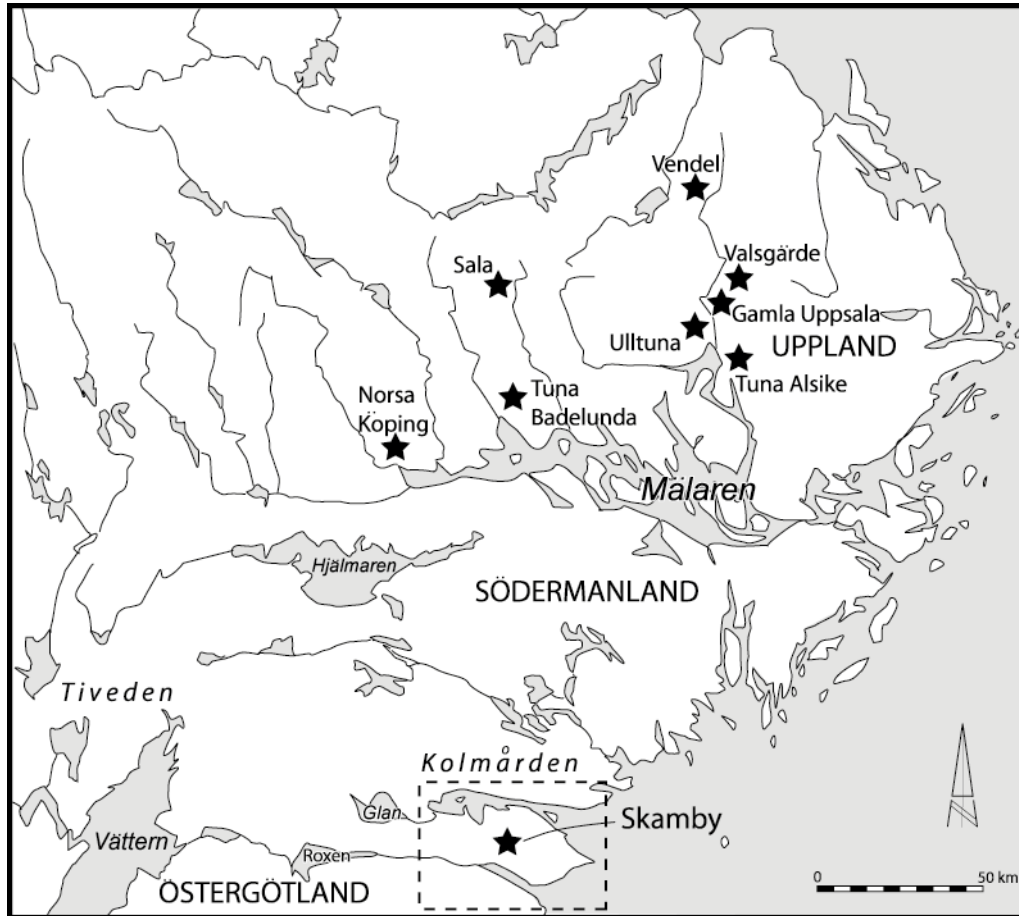 Vendel
Valsgärde
Sala
Gamla Uppsala
Ulltuna
UPPLAND
Tuna Alsike
Norsa
Köping
Tuna
Badelunda
Mälaren
Hjälmaren
SÖDERMANLAND
Tiveden
Kolmården
Glan
Skamby
Vättern
Roxen
ÖSTERGÖTLAND
0
50 km